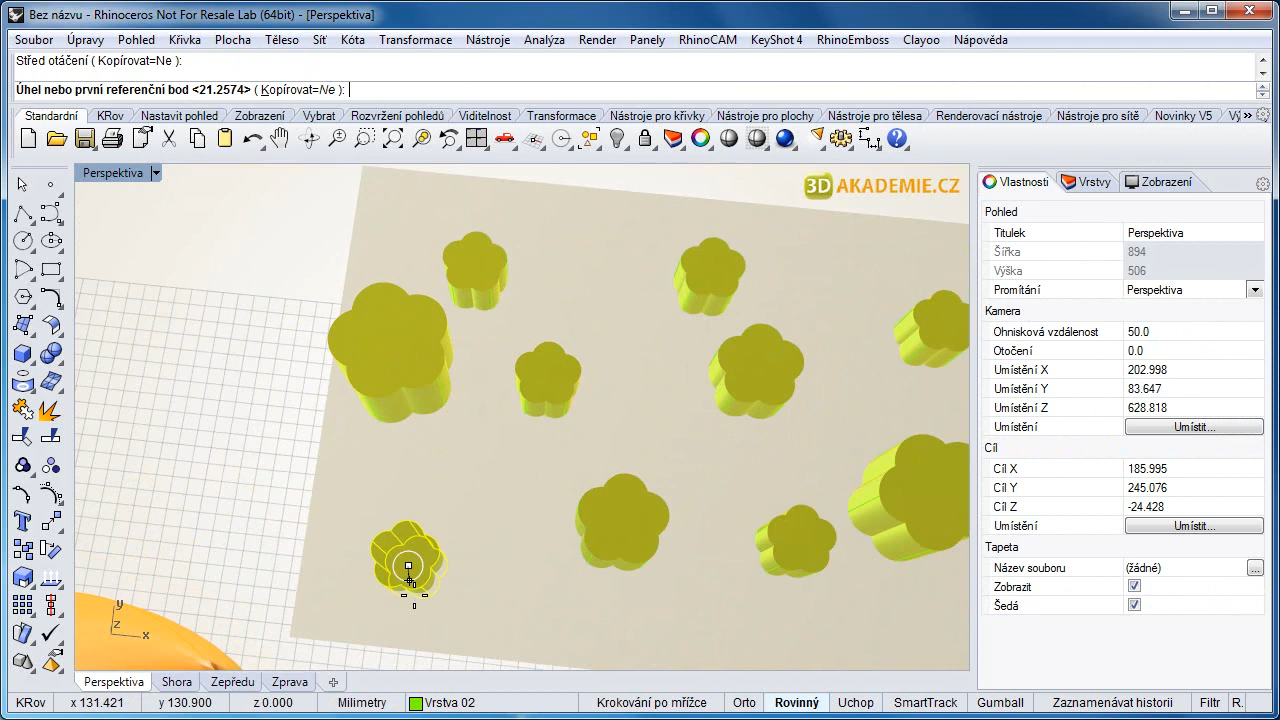 Bez názvu - Rhinoceros Not For Resale Lab (64bit) - [Perspektiva]
Soubor Úpravy Pohled Křivka Plocha Těleso Síť Kóta Transformace Nástroje Analýza Render Panely RhinoCAM KeyShot 4 RhinoEmboss Clayoo Nápověda
Střed otáčení ( Kopírovat=Ne ):
Úhel nebo první referenční bod <21.2574> ( Kopírovat=Ne ):
Standardní KRov Nastavit pohled Zobrazení Vybrat Rozvržení pohledů Viditelnost Transformace Nástroje pro křivky Nástroje pro plochy Nástroje pro tělesa Renderovací nástroje Nástroje pro sítě Novinky V5 Vý »
Perspektiva
3D AKADEMIE.CZ
Vlastnosti Vrstvy Zobrazení
Pohled
Titulek Perspektiva
Šířka 894
Výška 506
Promítání Perspektiva
Kamera
Ohnisková vzdálenost 50.0
Otočení 0.0
Umístění X 202.998
Umístění Y 83.647
Umístění Z 628.818
Umístění Umístit...
Cíl
Cíl X 185.995
Cíl Y 245.076
Cíl Z -24.428
Umístění Umístit...
Tapeta
Název souboru (žádné) ...
Zobrazit
Šedá
y
z
x
Perspektiva Shora Zepředu Zprava
KRov x 131.421 y 130.900 z 0.000 Milimetry Vrstva 02 Krokování po mřížce Orto Rovinný Uchop SmartTrack Gumball Zaznamenávat historii Filtr R.